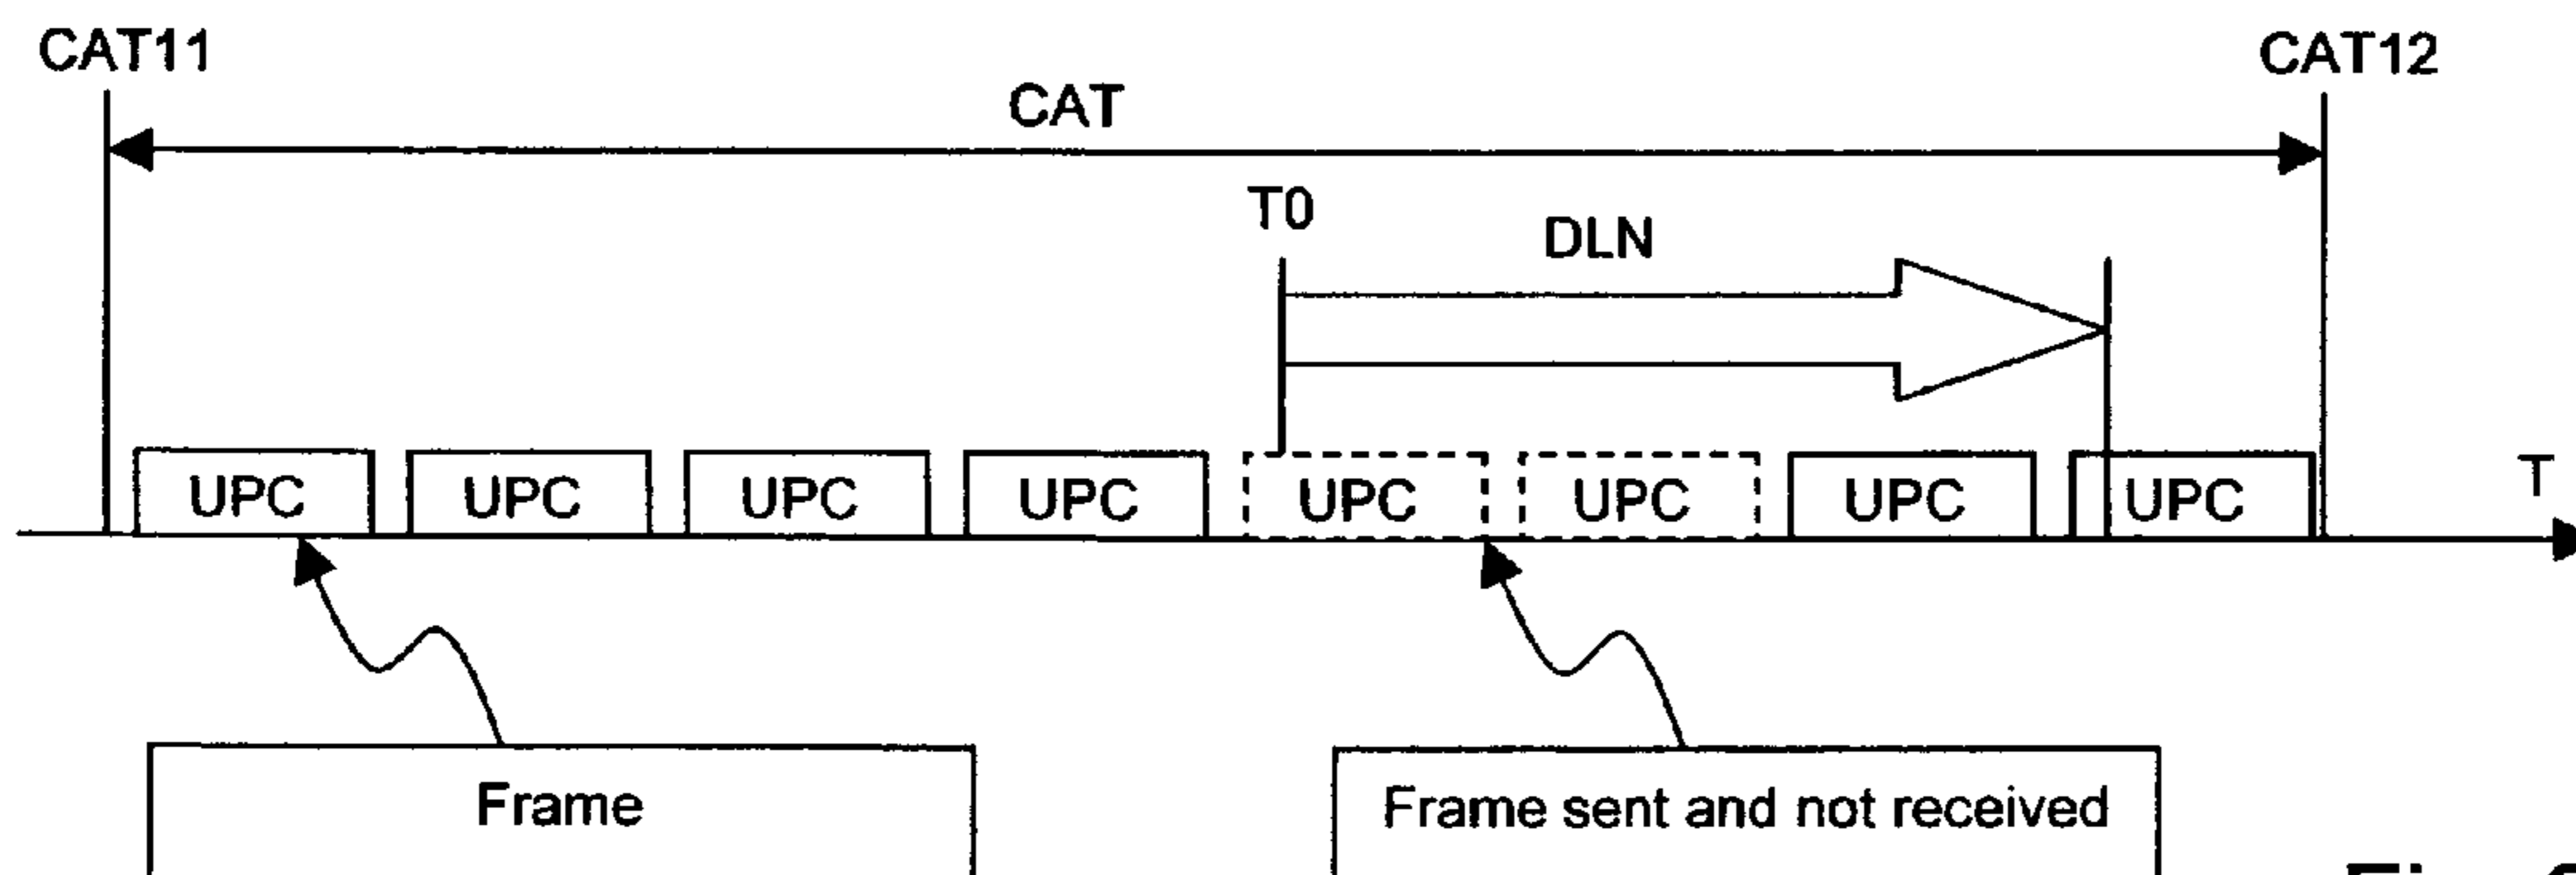 CAT11
CAT12
CAT
T0
DLN
UPC UPC UPC UPC UPC UPC UPC UPC
T
Frame
Frame sent and not received